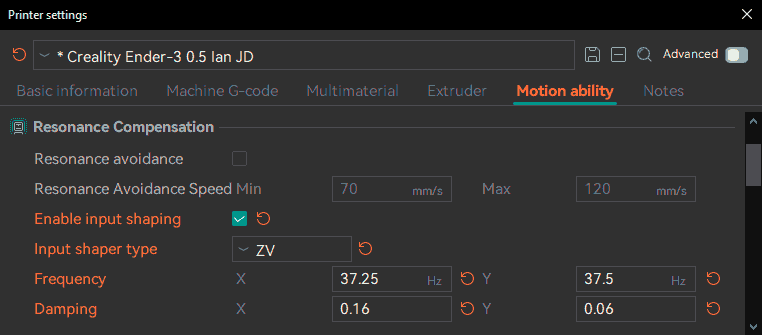 Printer settings
* Creality Ender-3 0.5 Ian JD
Advanced
Basic information Machine G-code Multimaterial Extruder Motion ability Notes
Resonance Compensation
Resonance avoidance
Resonance Avoidance Speed Min 70 mm/s Max 120 mm/s
Enable input shaping
Input shaper type ZV
Frequency X 37.25 Hz Y 37.5 Hz
Damping X 0.16 Y 0.06